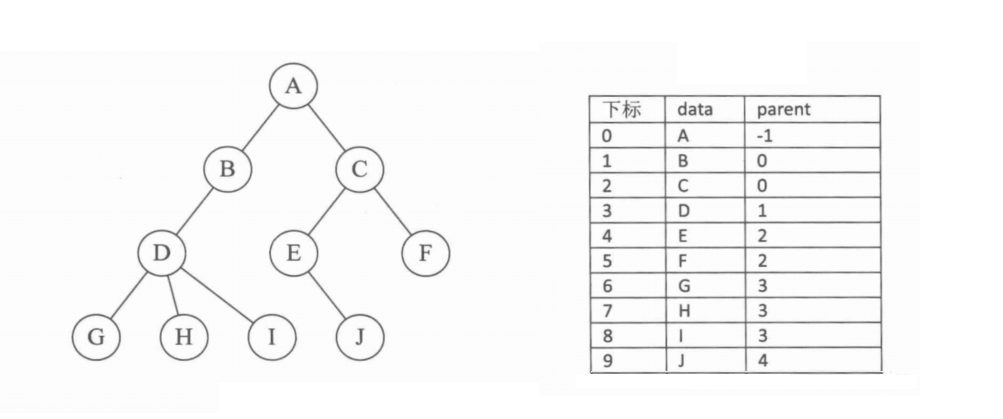 A
B C
D E F
G H I J
下标 data parent
0 A -1
1 B 0
2 C 0
3 D 1
4 E 2
5 F 2
6 G 3
7 H 3
8 I 3
9 J 4